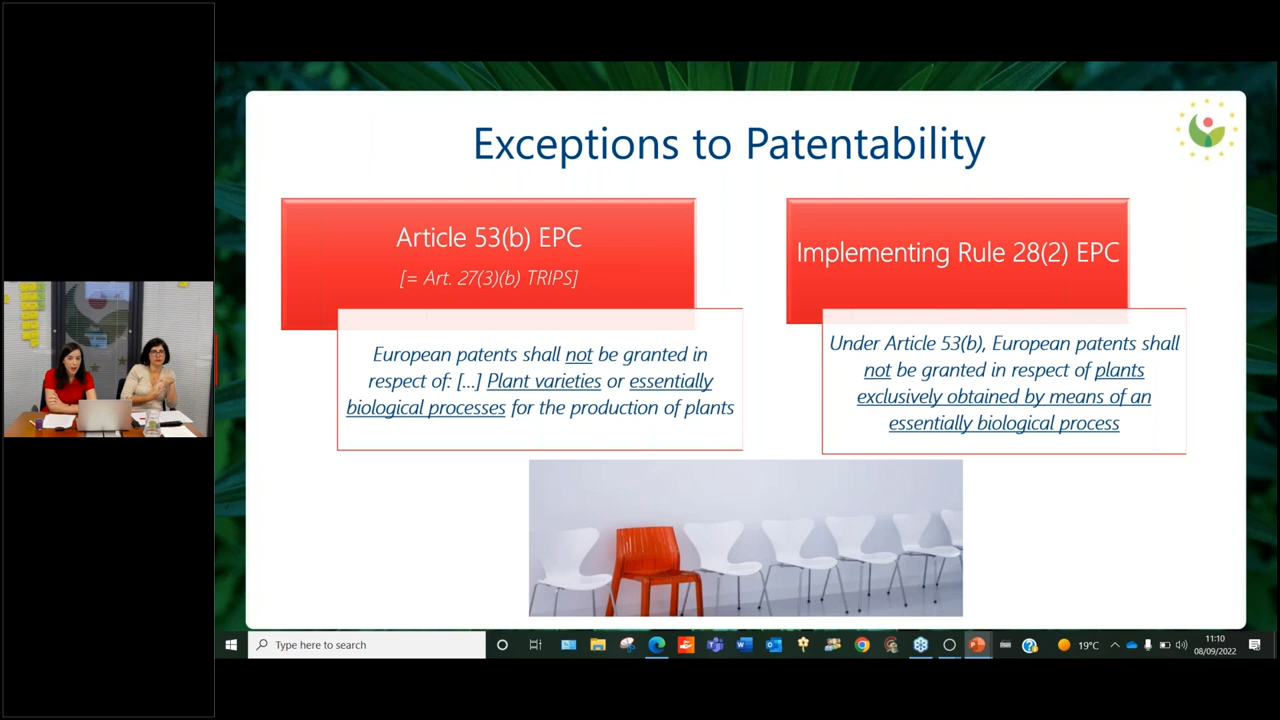 Exceptions to Patentability
Article 53(b) EPC
[= Art. 27(3)(b) TRIPS]
European patents shall not be granted in
respect of: [...] Plant varieties or essentially
biological processes for the production of plants
Implementing Rule 28(2) EPC
Under Article 53(b), European patents shall
not be granted in respect of plants
exclusively obtained by means of an
essentially biological process
Type here to search
19°C
11:10
08/09/2022